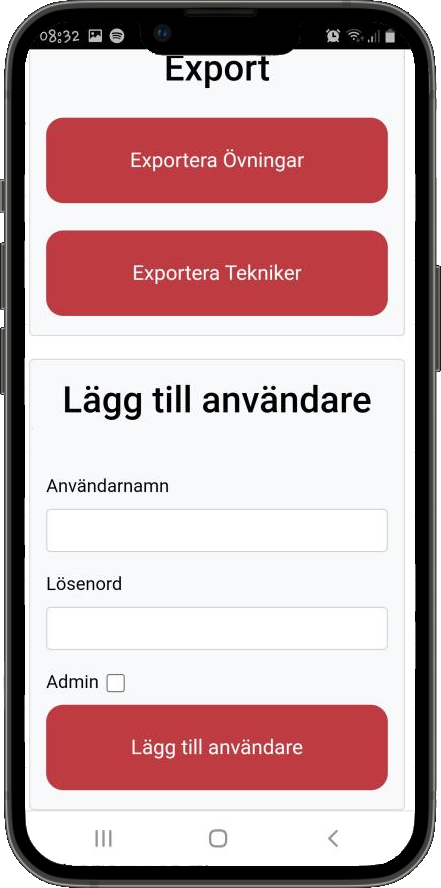 08:32
Export
Exportera Övningar
Exportera Tekniker
Lägg till användare
Användarnamn
Lösenord
Admin
Lägg till användare